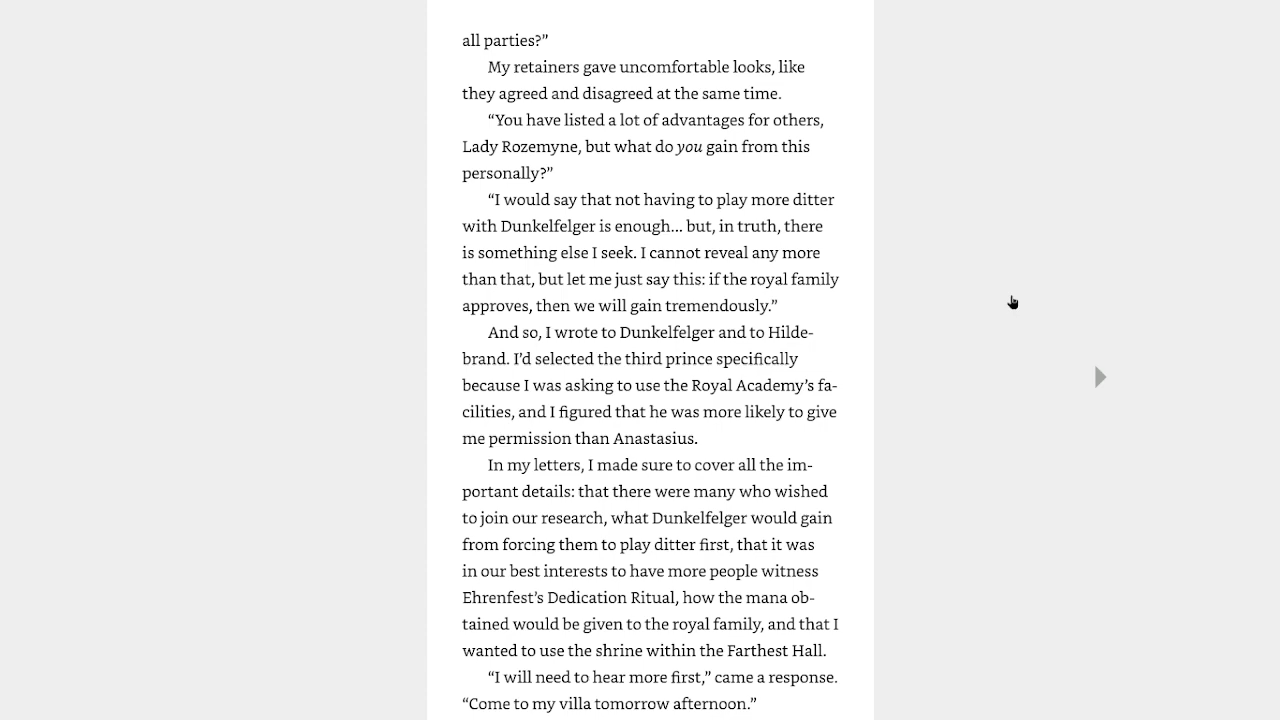 all parties?”
My retainers gave uncomfortable looks, like
they agreed and disagreed at the same time.
“You have listed a lot of advantages for others,
Lady Rozemyne, but what do you gain from this
personally?”
“I would say that not having to play more ditter
with Dunkelfelger is enough... but, in truth, there
is something else I seek. I cannot reveal any more
than that, but let me just say this: if the royal family
approves, then we will gain tremendously.”
And so, I wrote to Dunkelfelger and to Hilde-
brand. I’d selected the third prince specifically
because I was asking to use the Royal Academy’s fa-
cilities, and I figured that he was more likely to give
me permission than Anastasius.
In my letters, I made sure to cover all the im-
portant details: that there were many who wished
to join our research, what Dunkelfelger would gain
from forcing them to play ditter first, that it was
in our best interests to have more people witness
Ehrenfest’s Dedication Ritual, how the mana ob-
tained would be given to the royal family, and that I
wanted to use the shrine within the Farthest Hall.
“I will need to hear more first,” came a response.
“Come to my villa tomorrow afternoon.”